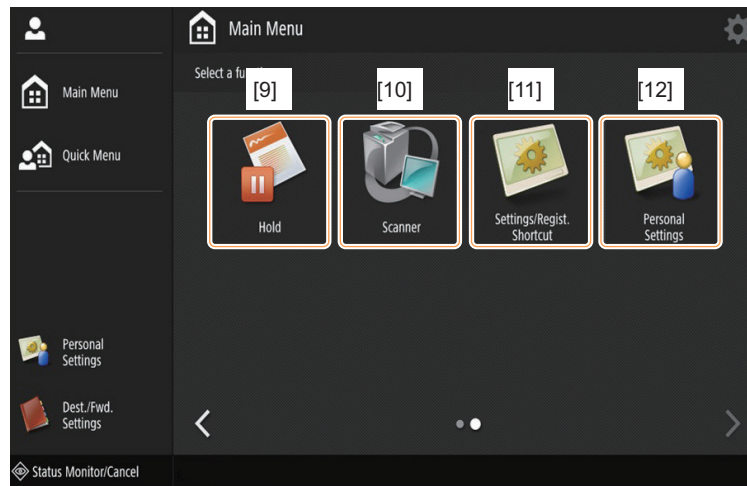 Main Menu
Select a fu
[9]
[10]
[11]
[12]
Main Menu
Quick Menu
Hold
Scanner
Settings/Regist.
Shortcut
Personal
Settings
Personal
Settings
Dest./Fwd.
Settings
Status Monitor/Cancel